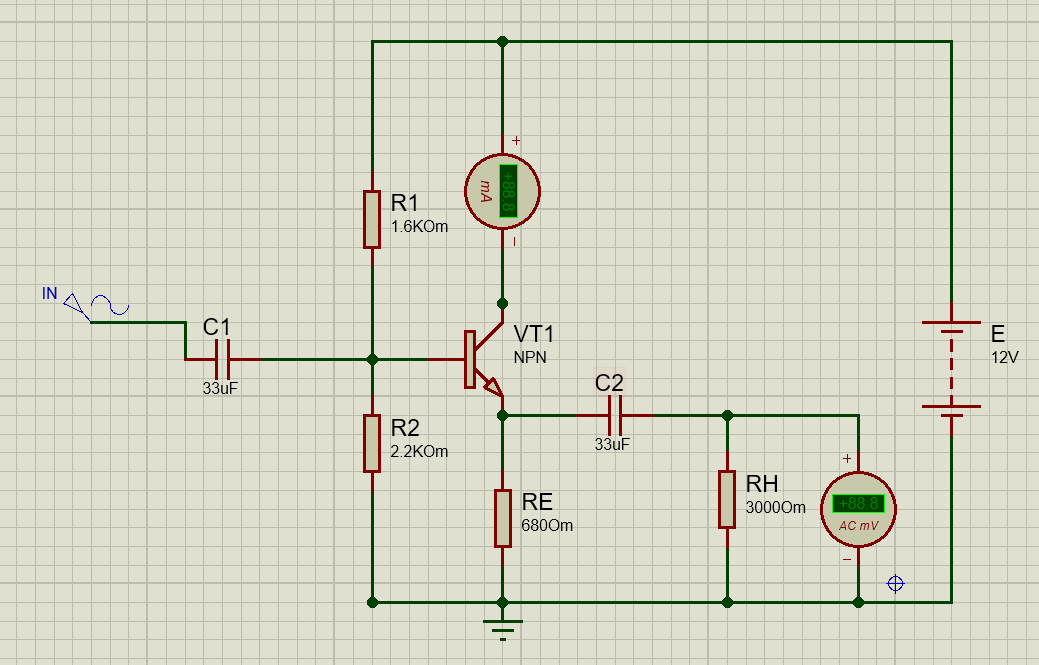 +
+88.8
mA
−
R1
1.6KOm
IN
C1
33uF
VT1
NPN
E
12V
C2
33uF
R2
2.2KOm
+
+88.8
AC mV
−
RH
3000Om
RE
680Om